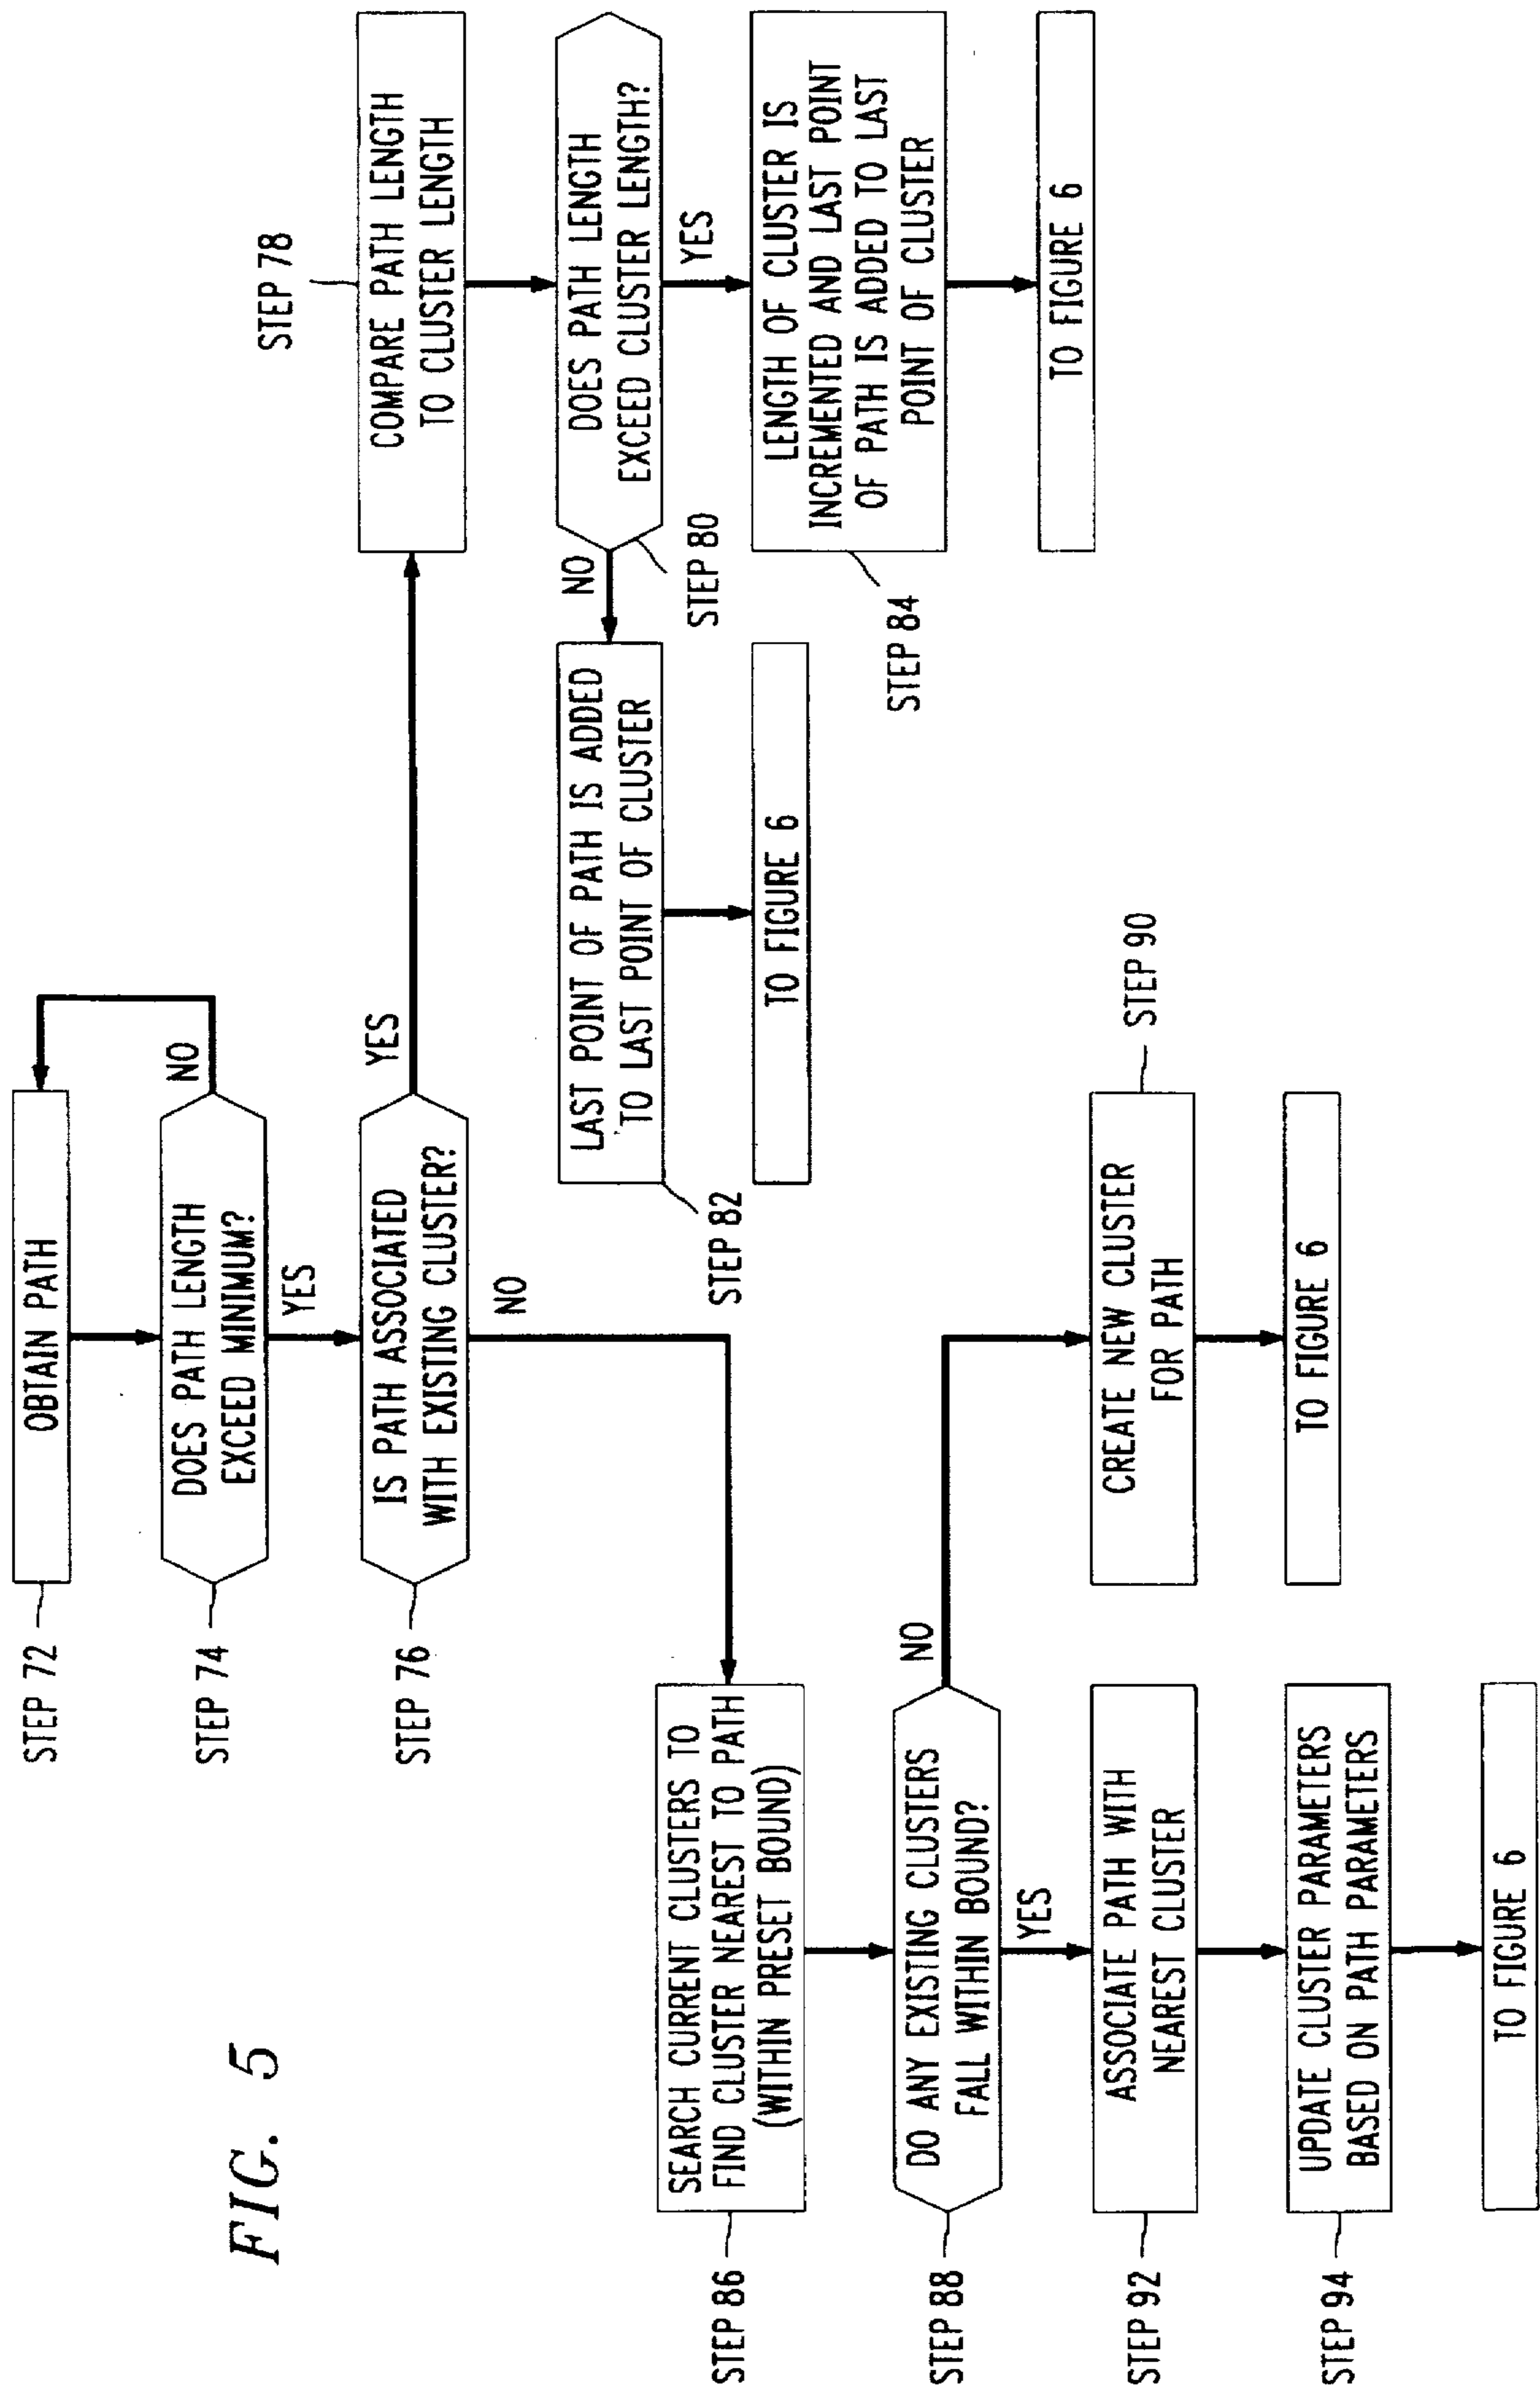 FIG. 5
STEP 72
OBTAIN PATH
STEP 74
DOES PATH LENGTH
EXCEED MINIMUM?
NO
YES
STEP 76
IS PATH ASSOCIATED
WITH EXISTING CLUSTER?
YES
NO
STEP 78
COMPARE PATH LENGTH
TO CLUSTER LENGTH
DOES PATH LENGTH
EXCEED CLUSTER LENGTH?
STEP 80
NO
YES
LAST POINT OF PATH IS ADDED
TO LAST POINT OF CLUSTER
STEP 82
TO FIGURE 6
LENGTH OF CLUSTER IS
INCREMENTED AND LAST POINT
OF PATH IS ADDED TO LAST
POINT OF CLUSTER
STEP 84
TO FIGURE 6
STEP 86
SEARCH CURRENT CLUSTERS TO
FIND CLUSTER NEAREST TO PATH
(WITHIN PRESET BOUND)
STEP 88
DO ANY EXISTING CLUSTERS
FALL WITHIN BOUND?
NO
YES
CREATE NEW CLUSTER
FOR PATH
STEP 90
TO FIGURE 6
STEP 92
ASSOCIATE PATH WITH
NEAREST CLUSTER
STEP 94
UPDATE CLUSTER PARAMETERS
BASED ON PATH PARAMETERS
TO FIGURE 6